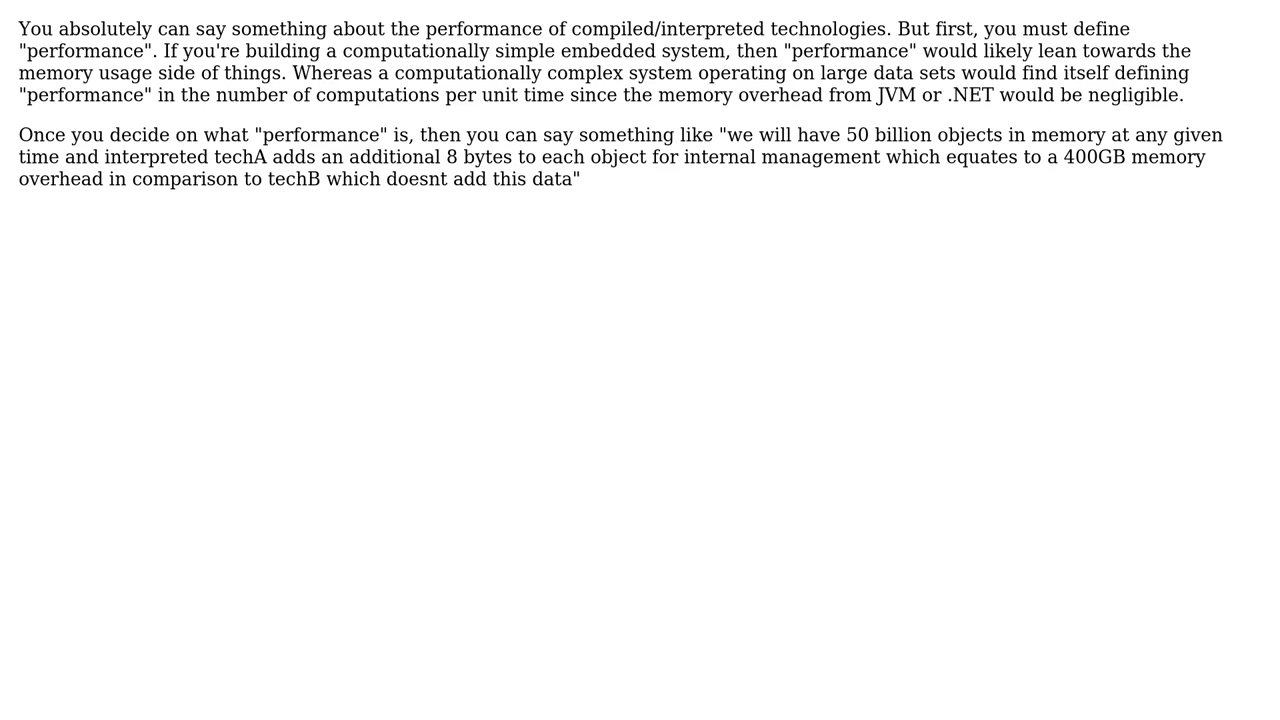 You absolutely can say something about the performance of compiled/interpreted technologies. But first, you must define
"performance". If you're building a computationally simple embedded system, then "performance" would likely lean towards the
memory usage side of things. Whereas a computationally complex system operating on large data sets would find itself defining
"performance" in the number of computations per unit time since the memory overhead from JVM or .NET would be negligible.
Once you decide on what "performance" is, then you can say something like "we will have 50 billion objects in memory at any given
time and interpreted techA adds an additional 8 bytes to each object for internal management which equates to a 400GB memory
overhead in comparison to techB which doesnt add this data"